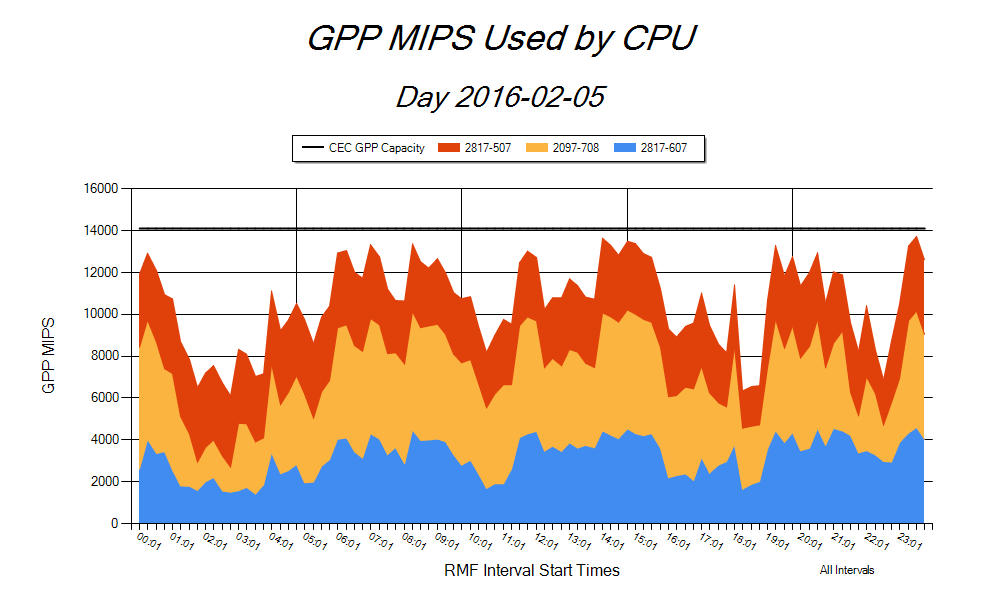 GPP MIPS Used by CPU
Day 2016-02-05
CEC GPP Capacity 2817-507 2097-708 2817-607
16000
14000
12000
10000
8000
6000
4000
2000
0
GPP MIPS
00:01 01:01 02:01 03:01 04:01 05:01 06:01 07:01 08:01 09:01 10:01 11:01 12:01 13:01 14:01 15:01 16:01 17:01 18:01 19:01 20:01 21:01 22:01 23:01
RMF Interval Start Times
All Intervals